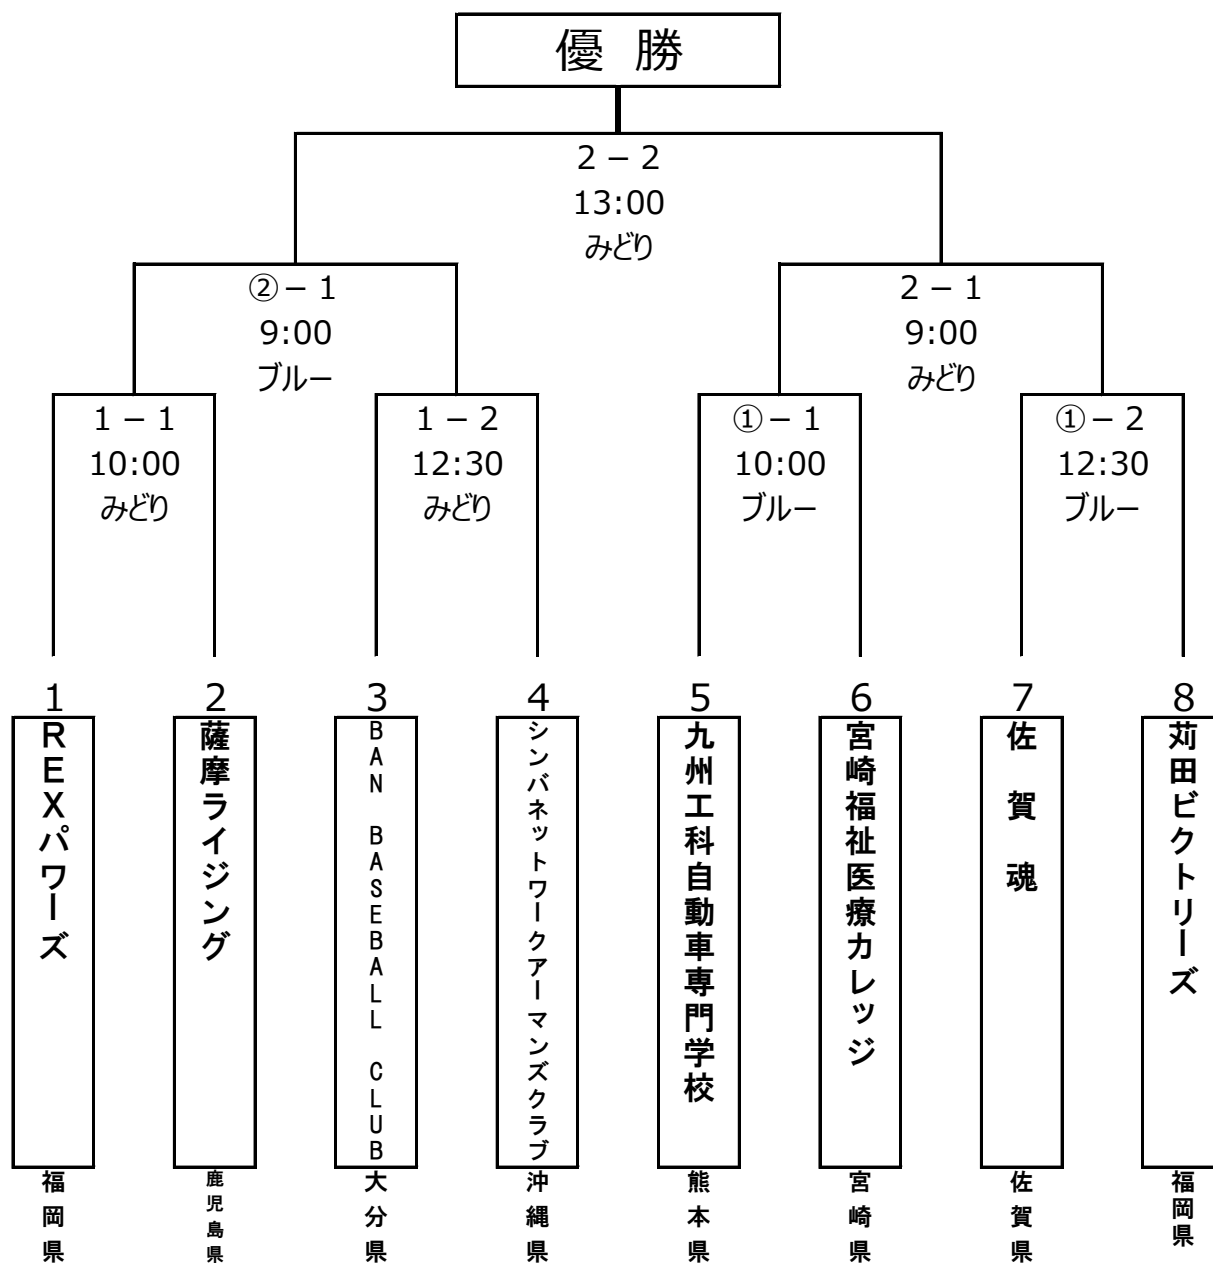 優 勝
2 − 2
13:00
みどり
② − 1
9:00
ブルー
2 − 1
9:00
みどり
1 − 1
10:00
みどり
1 − 2
12:30
みどり
① − 1
10:00
ブルー
① − 2
12:30
ブルー
1
REXパワーズ
福岡県
2
薩摩ライジング
鹿児島県
3
BAN BASEBALL CLUB
大分県
4
シンバネットワークアーマンズクラブ
沖縄県
5
九州工科自動車専門学校
熊本県
6
宮崎福祉医療カレッジ
宮崎県
7
佐賀魂
佐賀県
8
苅田ビクトリーズ
福岡県